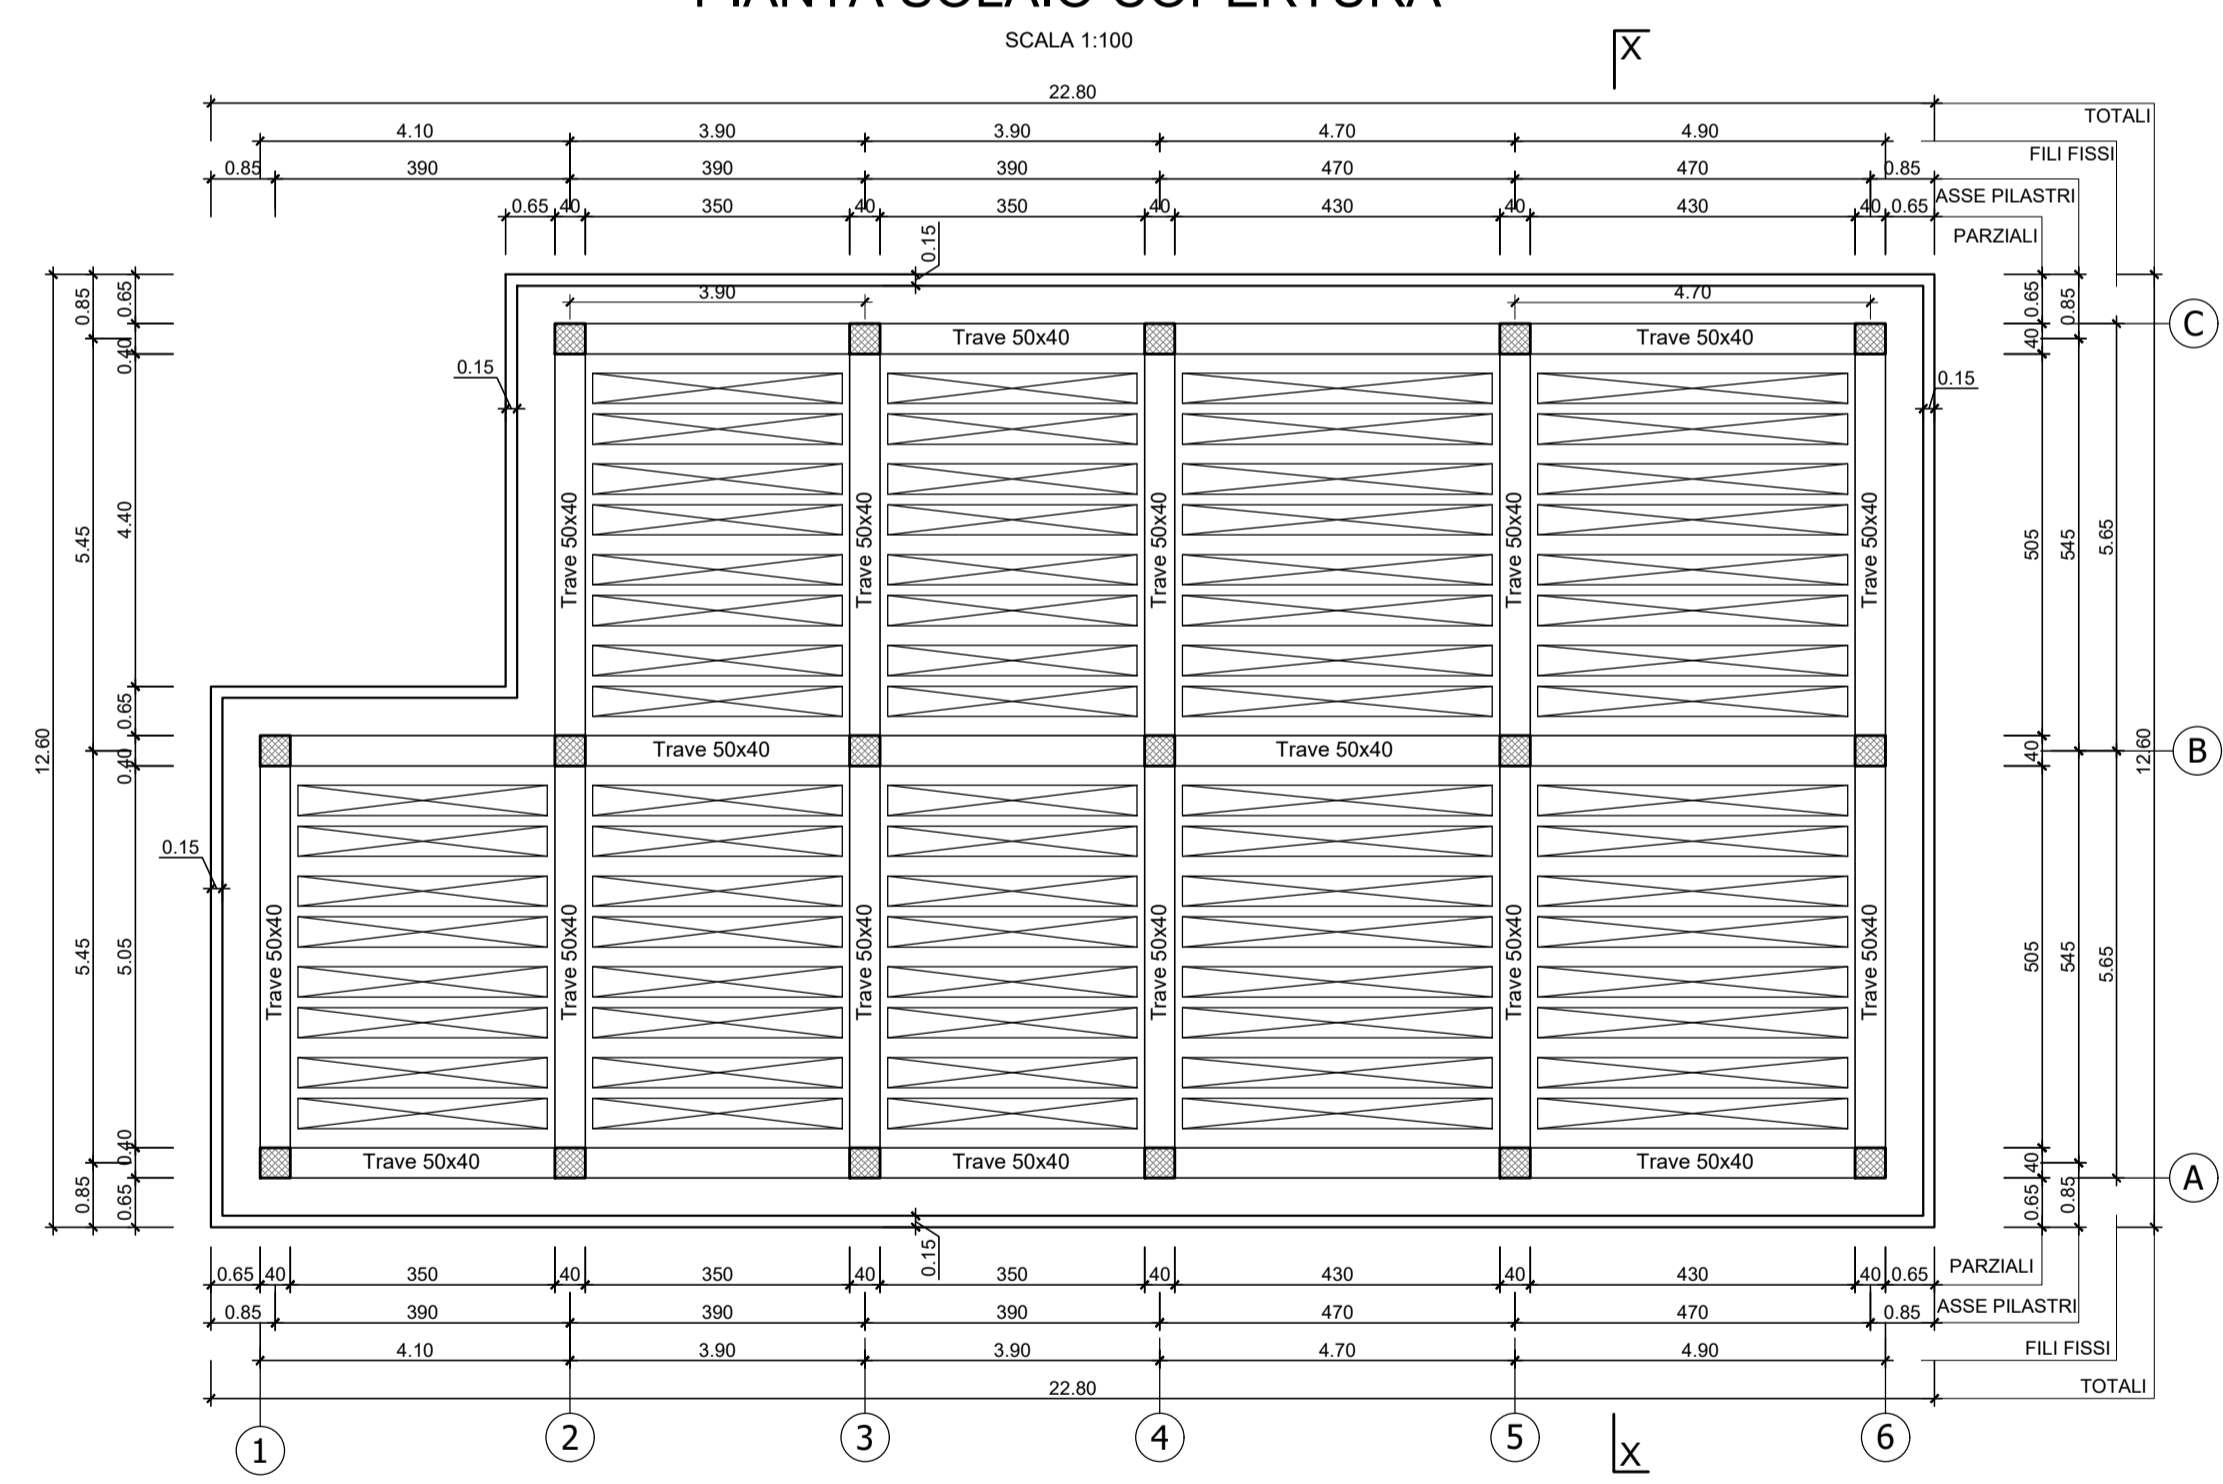 PIANTA SOLAIO COPERTURA
SCALA 1:100
X
22.80
TOTALI
4.10 3.90 3.90 4.70 4.90
FILI FISSI
0.85 390 390 390 470 470 0.85
ASSE PILASTRI
0.65 40 350 40 350 40 430 40 430 40 0.65
PARZIALI
0.15
3.90 4.70
0.85 0.65 0.65 0.85
C
Trave 50x40 Trave 50x40
0.40 40
0.15 0.15
5.45 4.40 505 545 5.65
Trave 50x40 Trave 50x40 Trave 50x40 Trave 50x40 Trave 50x40
0.65
12.60 12.60
Trave 50x40 Trave 50x40
B
0.40 40
0.15
5.45 5.05 505 545 5.65
Trave 50x40 Trave 50x40 Trave 50x40 Trave 50x40 Trave 50x40 Trave 50x40
0.40 40
Trave 50x40 Trave 50x40 Trave 50x40
A
0.85 0.65 0.65 0.85
0.15
0.65 40 350 40 350 40 350 40 430 40 430 40 0.65
PARZIALI
0.85 390 390 390 470 470 0.85
ASSE PILASTRI
4.10 3.90 3.90 4.70 4.90
FILI FISSI
22.80
TOTALI
1 2 3 4 5 6
X